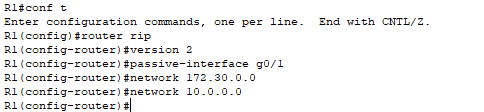 R1#conf t
Enter configuration commands, one per line.  End with CNTL/Z.
R1(config)#router rip
R1(config-router)#version 2
R1(config-router)#passive-interface g0/1
R1(config-router)#network 172.30.0.0
R1(config-router)#network 10.0.0.0
R1(config-router)#